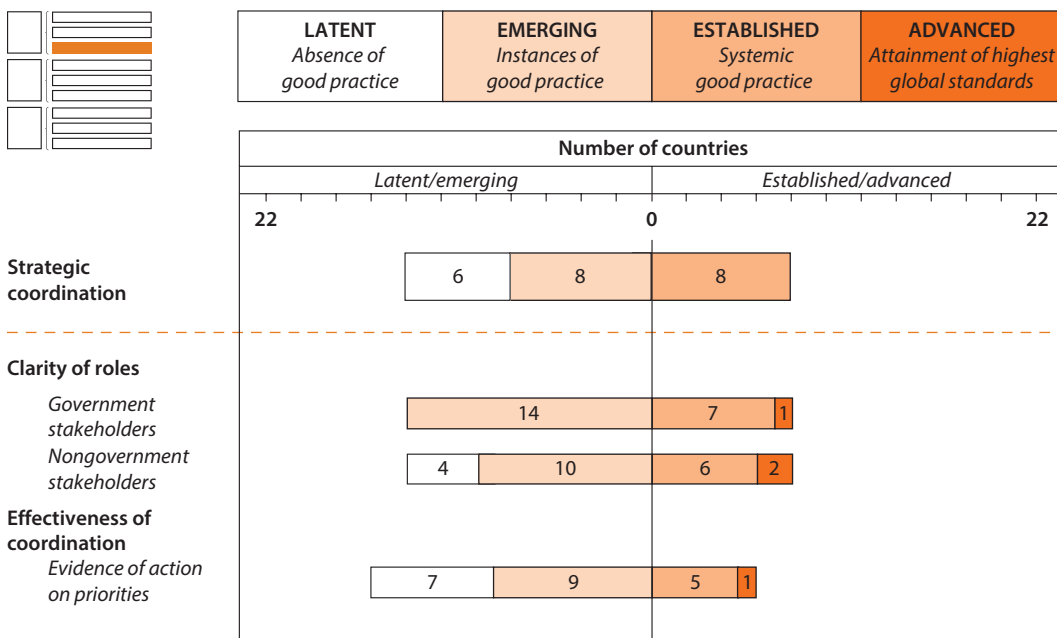 LATENT
Absence of
good practice
EMERGING
Instances of
good practice
ESTABLISHED
Systemic
good practice
ADVANCED
Attainment of highest
global standards
Number of countries
Latent/emerging
Established/advanced
22
0
22
Strategic
coordination
6
8
8
Clarity of roles
Government
stakeholders
14
7
1
Nongovernment
stakeholders
4
10
6
2
Effectiveness of
coordination
Evidence of action
on priorities
7
9
5
1